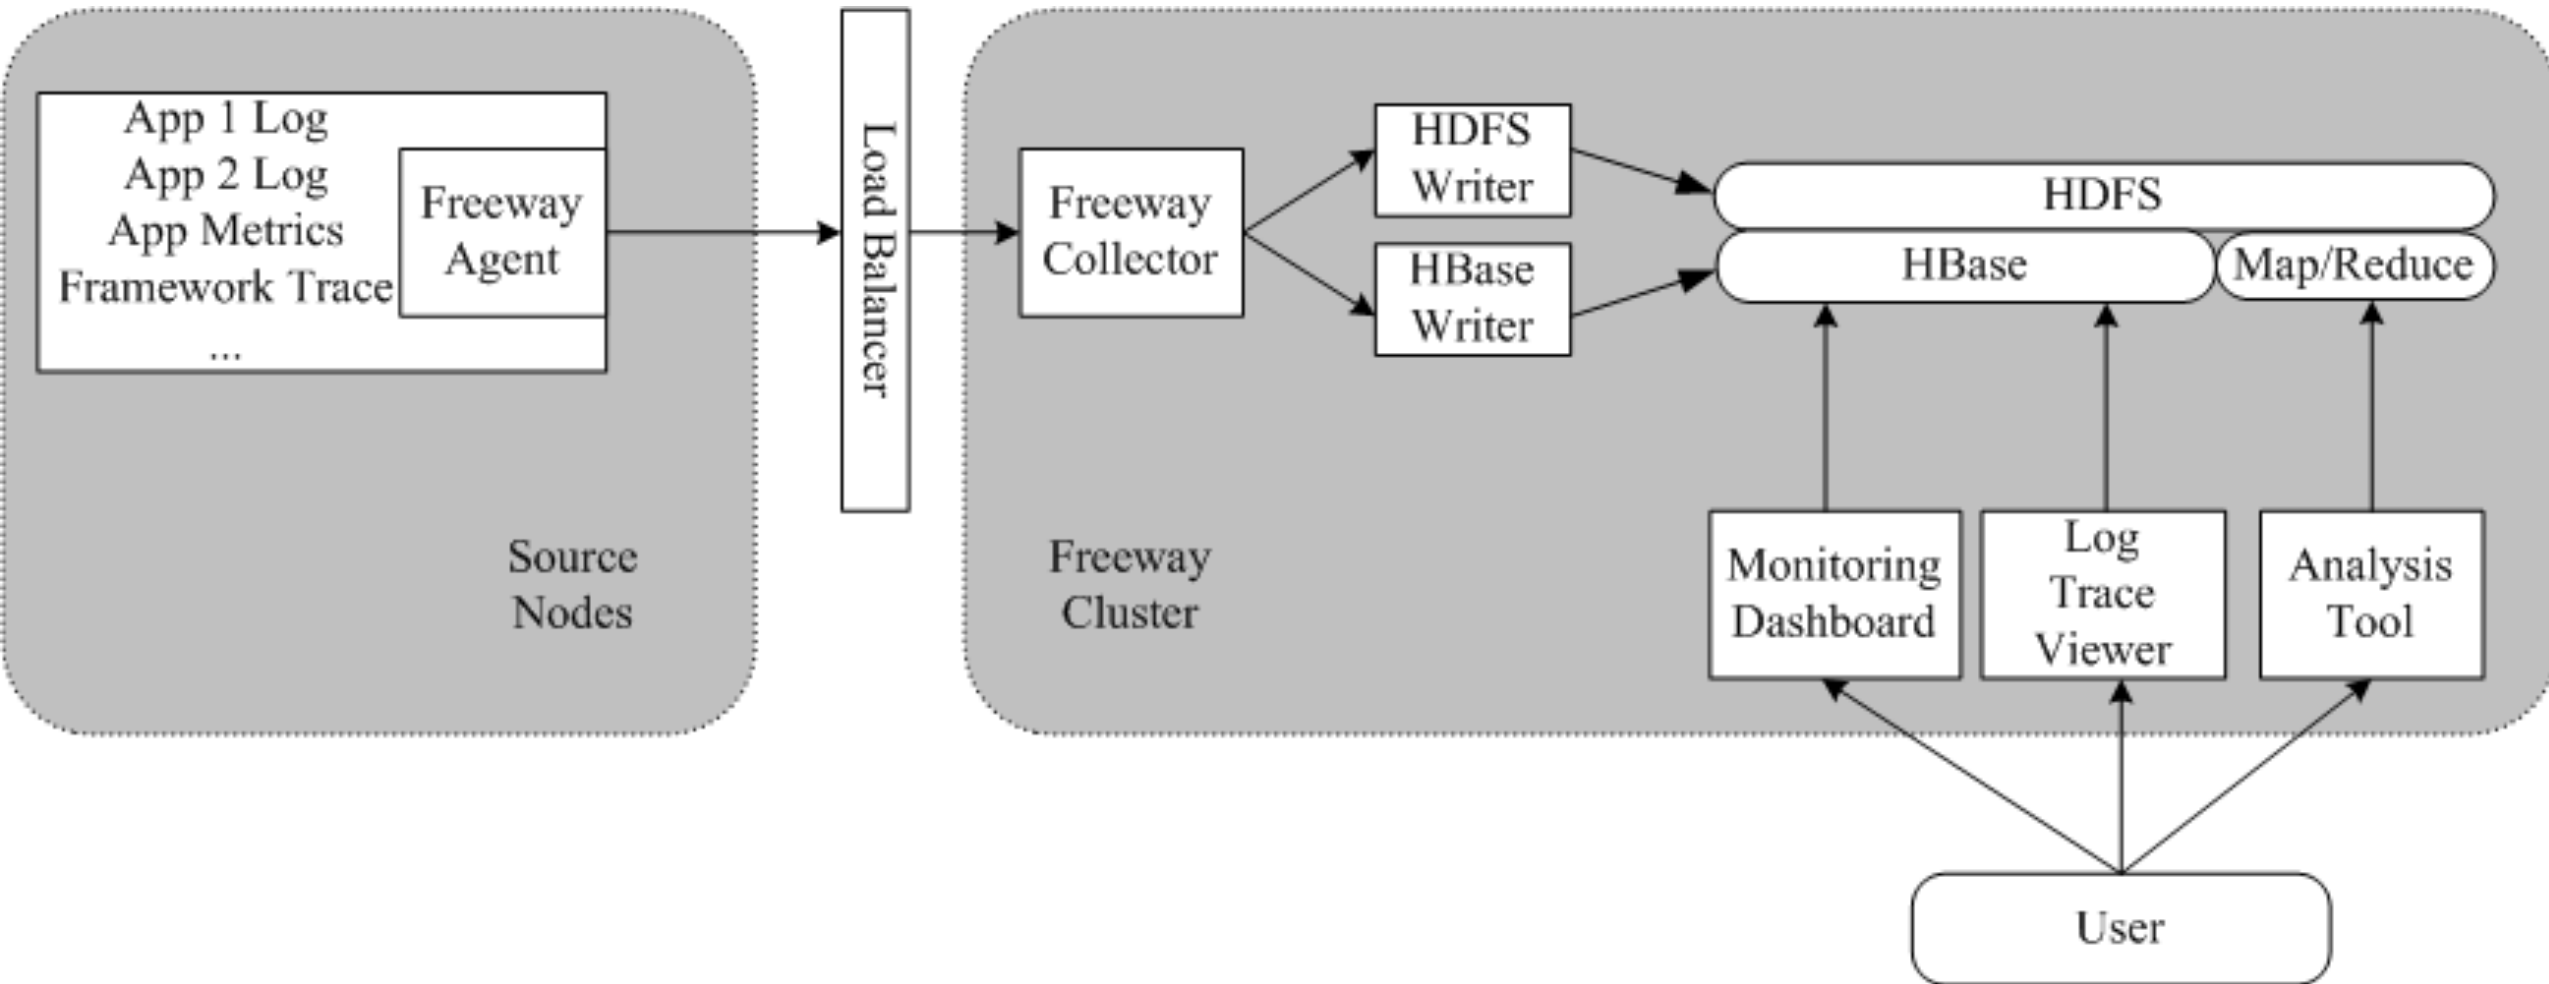 App 1 Log
App 2 Log
App Metrics
Framework Trace
...
Freeway
Agent
Source
Nodes
Load Balancer
Freeway
Collector
HDFS
Writer
HBase
Writer
HDFS
HBase
Map/Reduce
Freeway
Cluster
Monitoring
Dashboard
Log
Trace
Viewer
Analysis
Tool
User